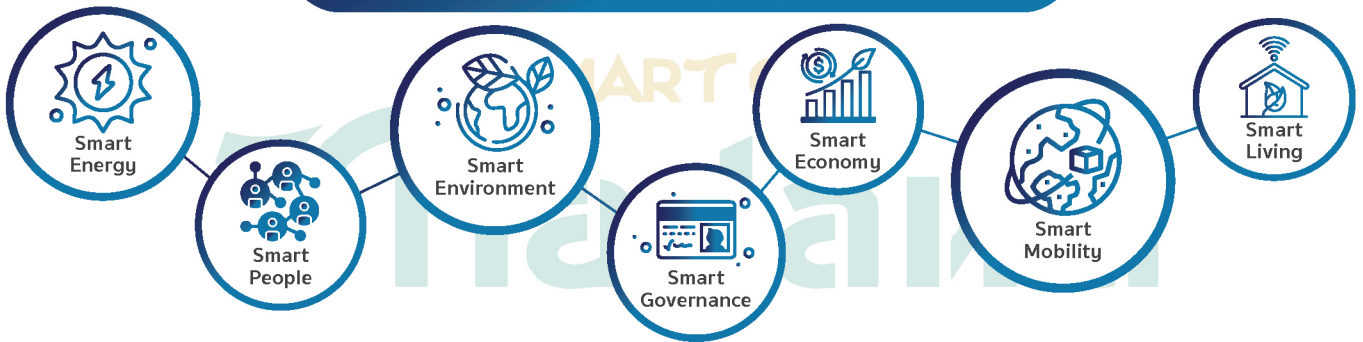 Smart
Energy
Smart
People
Smart
Environment
Smart
Governance
Smart
Economy
Smart
Mobility
Smart
Living